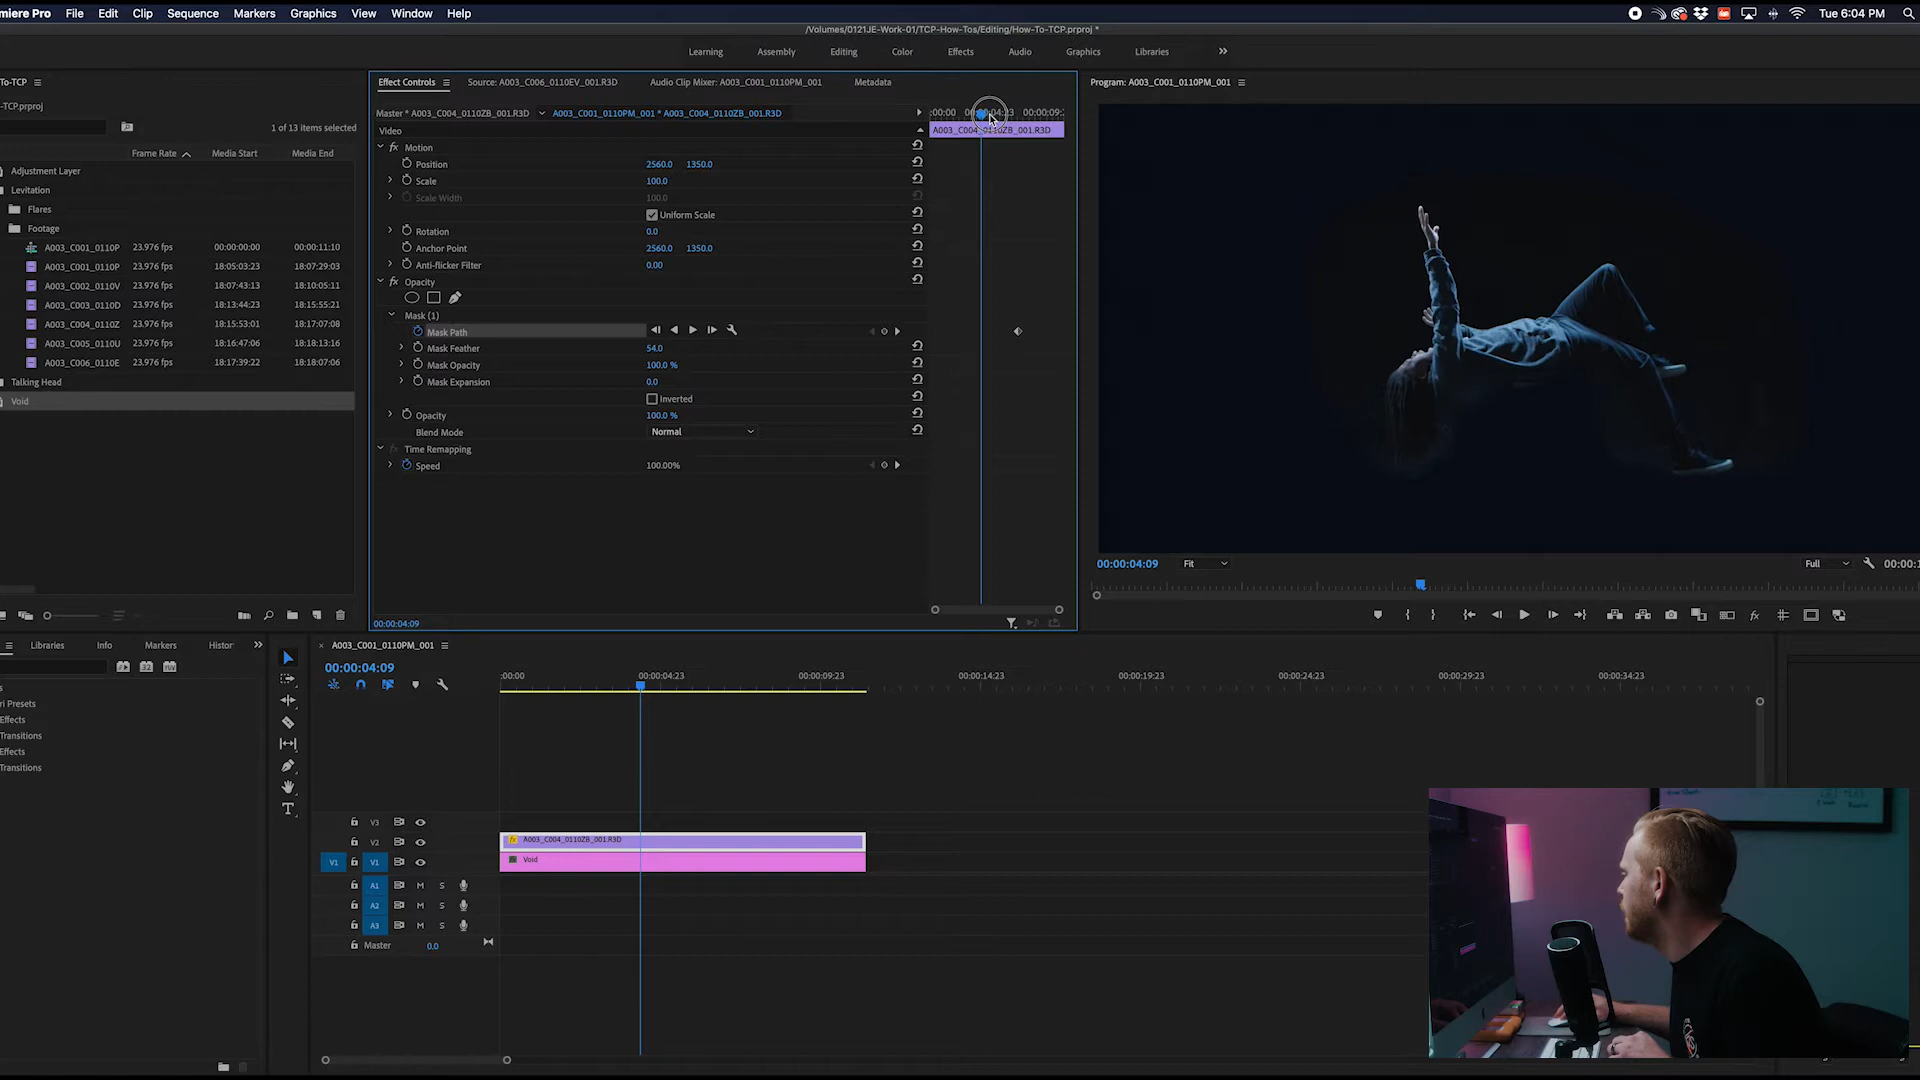 miere Pro File Edit Clip Sequence Markers Graphics View Window Help Tue 6:04 PM
/Volumes/0121JE-Work-01/TCP-How-Tos/Editing/How-To-TCP.prproj *
Learning Assembly Editing Color Effects Audio Graphics Libraries
To-TCP
-TCP.prproj
1 of 13 items selected
Frame Rate Media Start Media End
Adjustment Layer
Levitation
Flares
Footage
A003_C001_0110P 23.976 fps 00:00:00:00 00:00:11:10
A003_C001_0110P 23.976 fps 18:05:03:23 18:07:29:03
A003_C002_0110V 23.976 fps 18:07:43:13 18:10:05:11
A003_C003_0110D 23.976 fps 18:13:44:23 18:15:55:21
A003_C004_0110Z 23.976 fps 18:15:53:01 18:17:07:08
A003_C005_0110U 23.976 fps 18:16:47:06 18:18:13:16
A003_C006_0110E 23.976 fps 18:17:39:22 18:18:07:06
Talking Head
Void
Effect Controls Source: A003_C006_0110EV_001.R3D Audio Clip Mixer: A003_C001_0110PM_001 Metadata
Master * A003_C004_0110ZB_001.R3D A003_C001_0110PM_001 * A003_C004_0110ZB_001.R3D
:00:00 00:00:04:23 00:00:09:
A003_C004_0110ZB_001.R3D
Video
fx Motion
Position 2560.0 1350.0
Scale 100.0
Scale Width 100.0
Uniform Scale
Rotation 0.0
Anchor Point 2560.0 1350.0
Anti-flicker Filter 0.00
fx Opacity
Mask (1)
Mask Path
Mask Feather 54.0
Mask Opacity 100.0 %
Mask Expansion 0.0
Inverted
Opacity 100.0 %
Blend Mode Normal
fx Time Remapping
Speed 100.00%
00:00:04:09
Program: A003_C001_0110PM_001
00:00:04:09 Fit Full 00:00:1
Libraries Info Markers Histor
ri Presets
Effects
Transitions
Effects
Transitions
× A003_C001_0110PM_001
00:00:04:09
:00:00 00:00:04:23 00:00:09:23 00:00:14:23 00:00:19:23 00:00:24:23 00:00:29:23 00:00:34:23
V3
V2 fx A003_C004_0110ZB_001.R3D
V1 V1 Void
A1 M S
A2 M S
A3 M S
Master 0.0